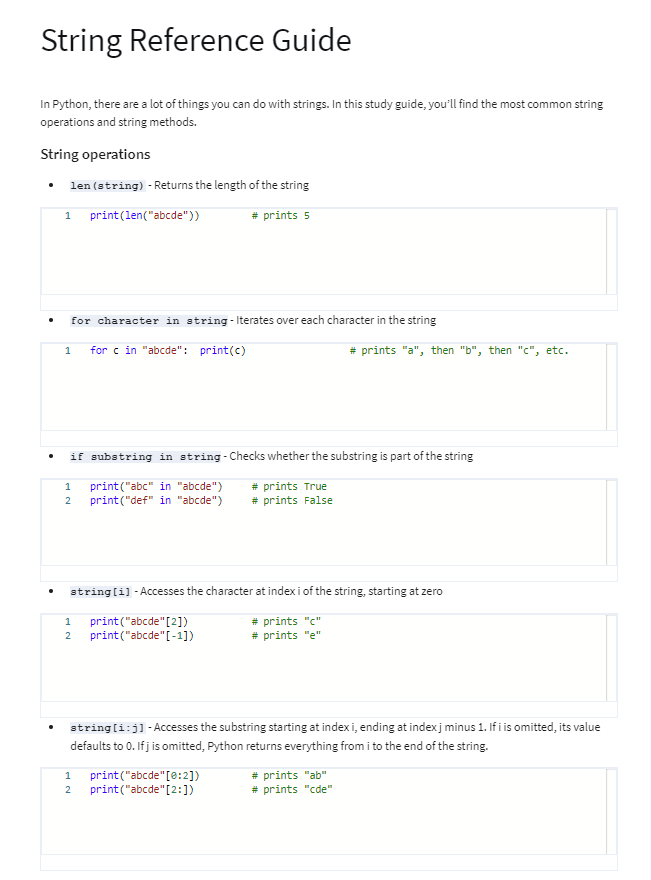 String Reference Guide
In Python, there are a lot of things you can do with strings. In this study guide, you'll find the most common string
operations and string methods.
String operations
• len(string) - Returns the length of the string
1 print(len("abcde")) # prints 5
• for character in string - Iterates over each character in the string
1 for c in "abcde": print(c) # prints "a", then "b", then "c", etc.
• if substring in string - Checks whether the substring is part of the string
1 print("abc" in "abcde") # prints True
2 print("def" in "abcde") # prints False
• string[i] - Accesses the character at index i of the string, starting at zero
1 print("abcde"[2]) # prints "c"
2 print("abcde"[-1]) # prints "e"
• string[i:j] - Accesses the substring starting at index i, ending at index j minus 1. If i is omitted, its value
defaults to 0. If j is omitted, Python returns everything from i to the end of the string.
1 print("abcde"[0:2]) # prints "ab"
2 print("abcde"[2:]) # prints "cde"